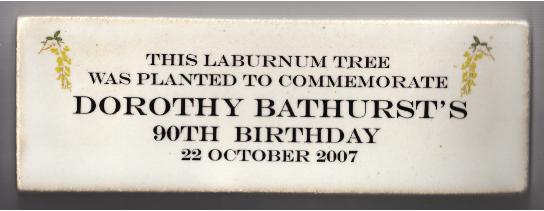 THIS LABURNUM TREE
WAS PLANTED TO COMMEMORATE
DOROTHY BATHURST'S
90TH BIRTHDAY
22 OCTOBER 2007